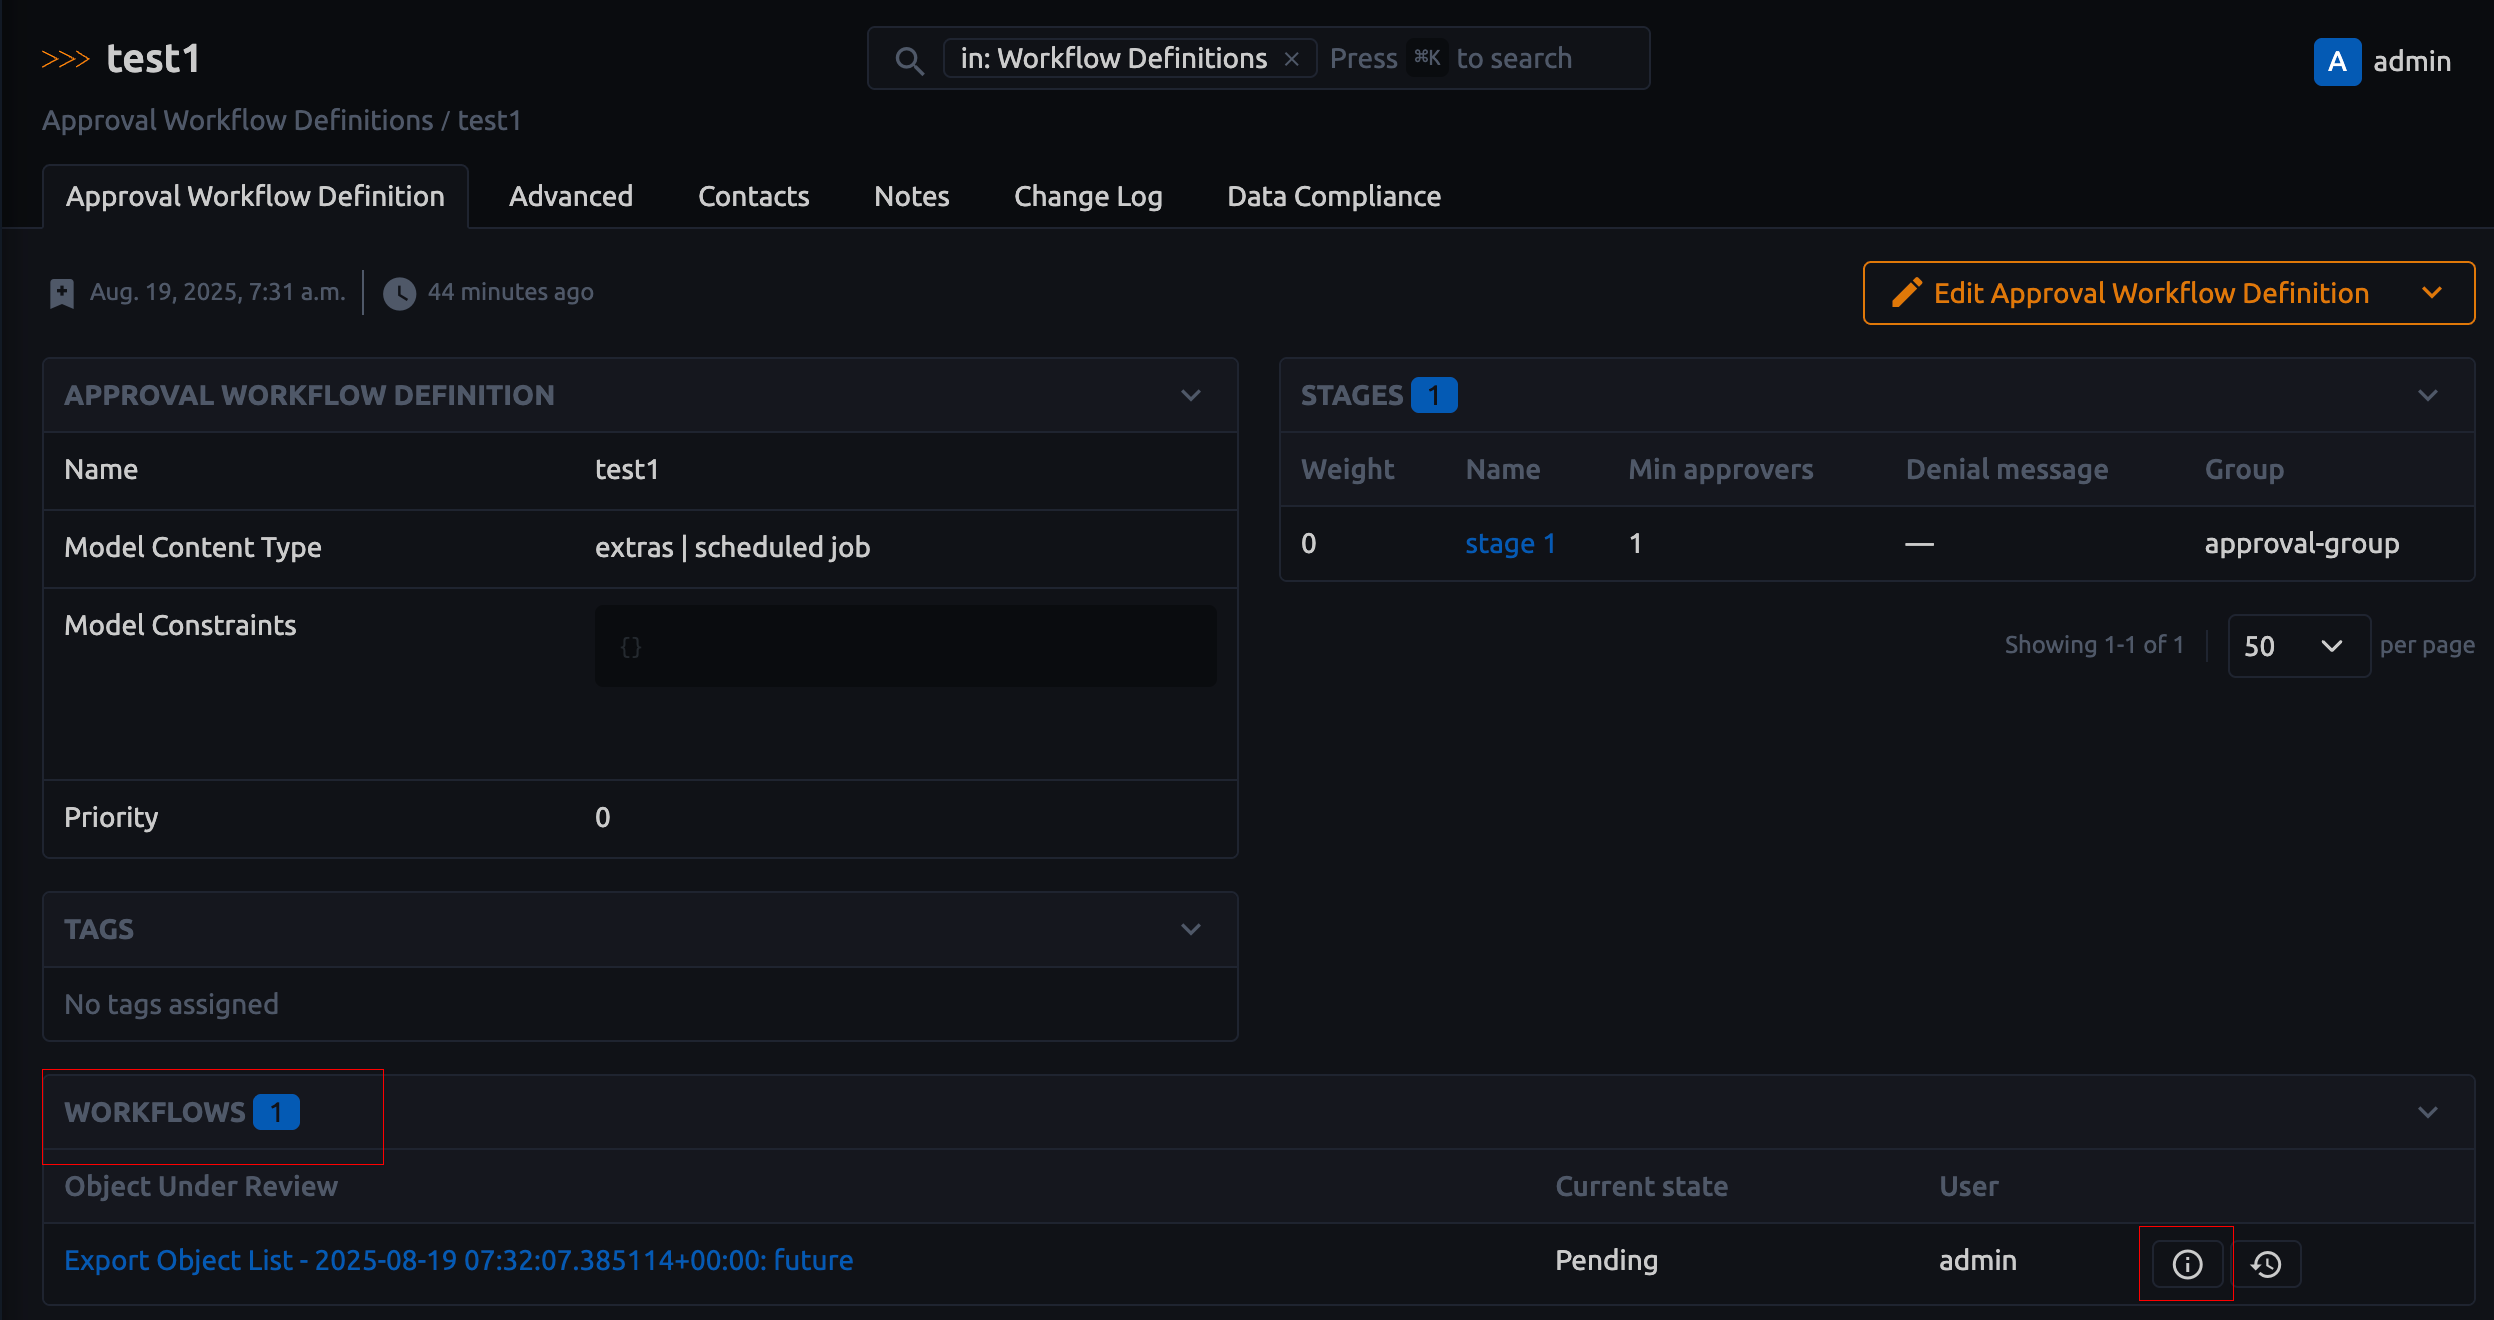 >>> test1
in: Workflow Definitions × Press ⌘K to search
A admin
Approval Workflow Definitions / test1
Approval Workflow Definition Advanced Contacts Notes Change Log Data Compliance
Aug. 19, 2025, 7:31 a.m. 44 minutes ago
Edit Approval Workflow Definition
APPROVAL WORKFLOW DEFINITION
Name test1
Model Content Type extras | scheduled job
Model Constraints {}
Priority 0
STAGES 1
Weight Name Min approvers Denial message Group
0 stage 1 1 — approval-group
Showing 1-1 of 1 50 per page
TAGS
No tags assigned
WORKFLOWS 1
Object Under Review Current state User
Export Object List - 2025-08-19 07:32:07.385114+00:00: future Pending admin